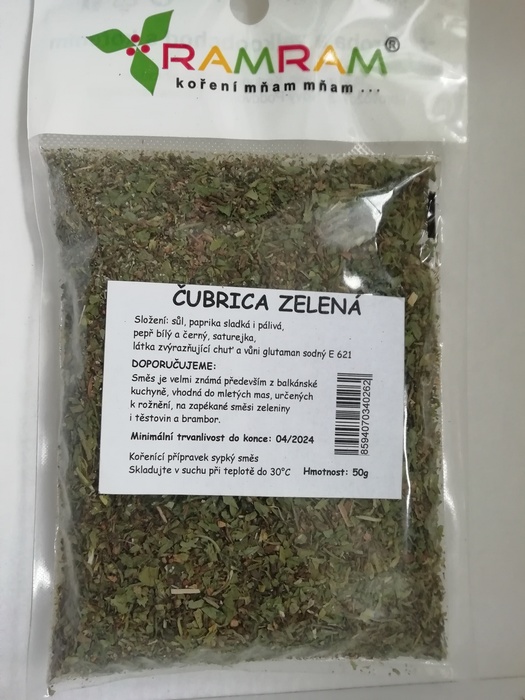 RAMRAM®
koření mňam mňam ...
ČUBRICA ZELENÁ
Složení: sůl, paprika sladká i pálivá,
pepř bílý a černý, saturejka,
látka zvýrazňující chuť a vůni glutaman sodný E 621
DOPORUČUJEME:
Směs je velmi známá především z balkánské
kuchyně, vhodná do mletých mas, určených
k rožnění, na zapékané směsi zeleniny
i těstovin a brambor.
Minimální trvanlivost do konce: 04/2024
Kořenící přípravek sypký směs
Skladujte v suchu při teplotě do 30°C Hmotnost: 50g
8594070340262